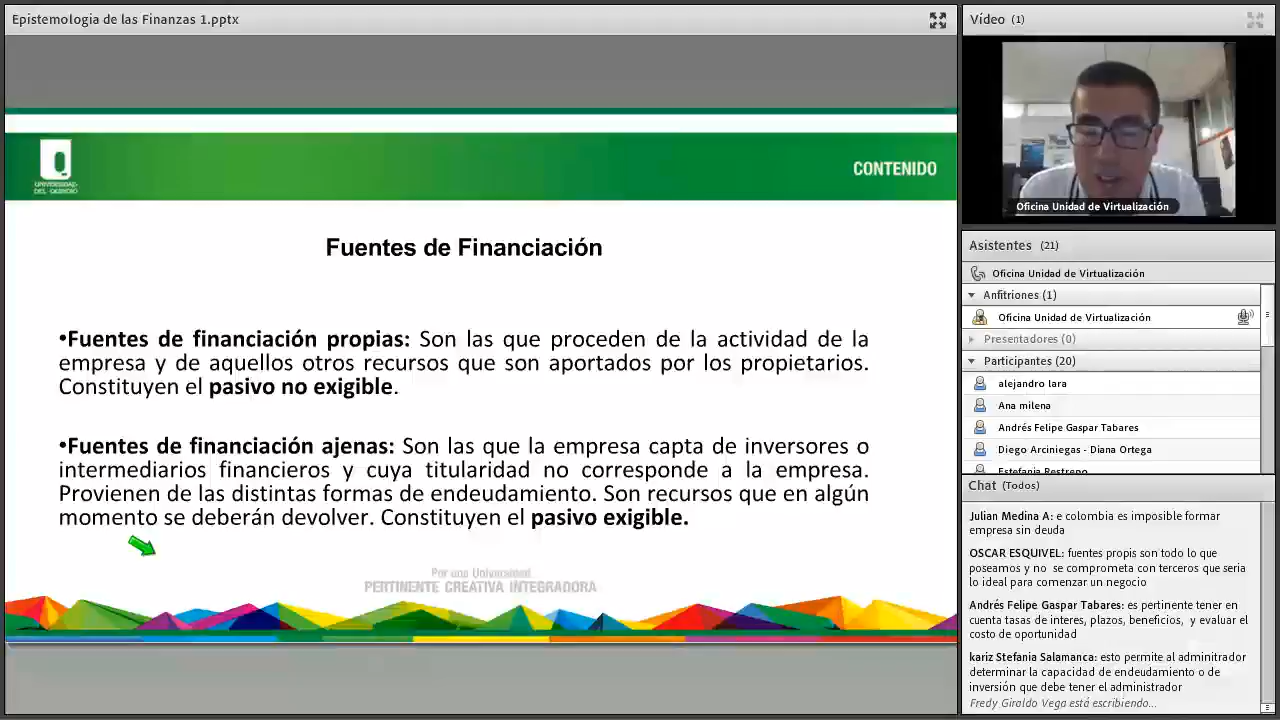 Epistemologia de las Finanzas 1.pptx
UNIVERSIDAD
DEL QUINDÍO
CONTENIDO
Fuentes de Financiación
•Fuentes de financiación propias: Son las que proceden de la actividad de la
empresa y de aquellos otros recursos que son aportados por los propietarios.
Constituyen el pasivo no exigible.
•Fuentes de financiación ajenas: Son las que la empresa capta de inversores o
intermediarios financieros y cuya titularidad no corresponde a la empresa.
Provienen de las distintas formas de endeudamiento. Son recursos que en algún
momento se deberán devolver. Constituyen el pasivo exigible.
Por una Universidad
PERTINENTE CREATIVA INTEGRADORA
Vídeo (1)
Oficina Unidad de Virtualización
Asistentes (21)
Oficina Unidad de Virtualización
Anfitriones (1)
Oficina Unidad de Virtualización
Presentadores (0)
Participantes (20)
alejandro lara
Ana milena
Andrés Felipe Gaspar Tabares
Diego Arciniegas - Diana Ortega
Estefania Restrepo
Chat (Todos)
Julian Medina A: e colombia es imposible formar
empresa sin deuda
OSCAR ESQUIVEL: fuentes propis son todo lo que
poseamos y no se comprometa con terceros que seria
lo ideal para comenzar un negocio
Andrés Felipe Gaspar Tabares: es pertinente tener en
cuenta tasas de interes, plazos, beneficios, y evaluar el
costo de oportunidad
kariz Stefania Salamanca: esto permite al adminitrador
determinar la capacidad de endeudamiento o de
inversión que debe tener el administrador
Fredy Giraldo Vega está escribiendo...